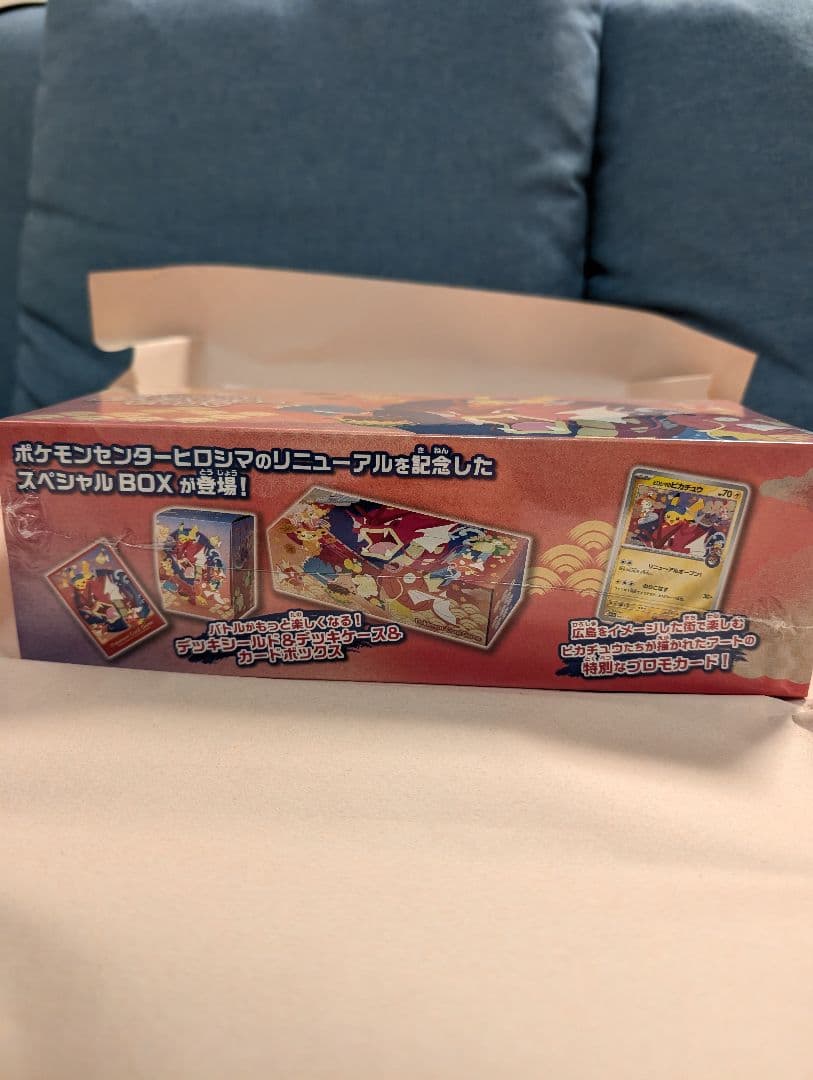 ポケモンセンターヒロシマのリニューアルを記念した
スペシャルBOXが登場！
バトルがもっと楽しくなる！
デッキシールド&デッキケース&
カードボックス
ヒロシマのピカチュウ
HP70
リニューアルオープン！
広島をイメージした街で楽しむ
ピカチュウたちが描かれたアートの
特別なプロモカード！